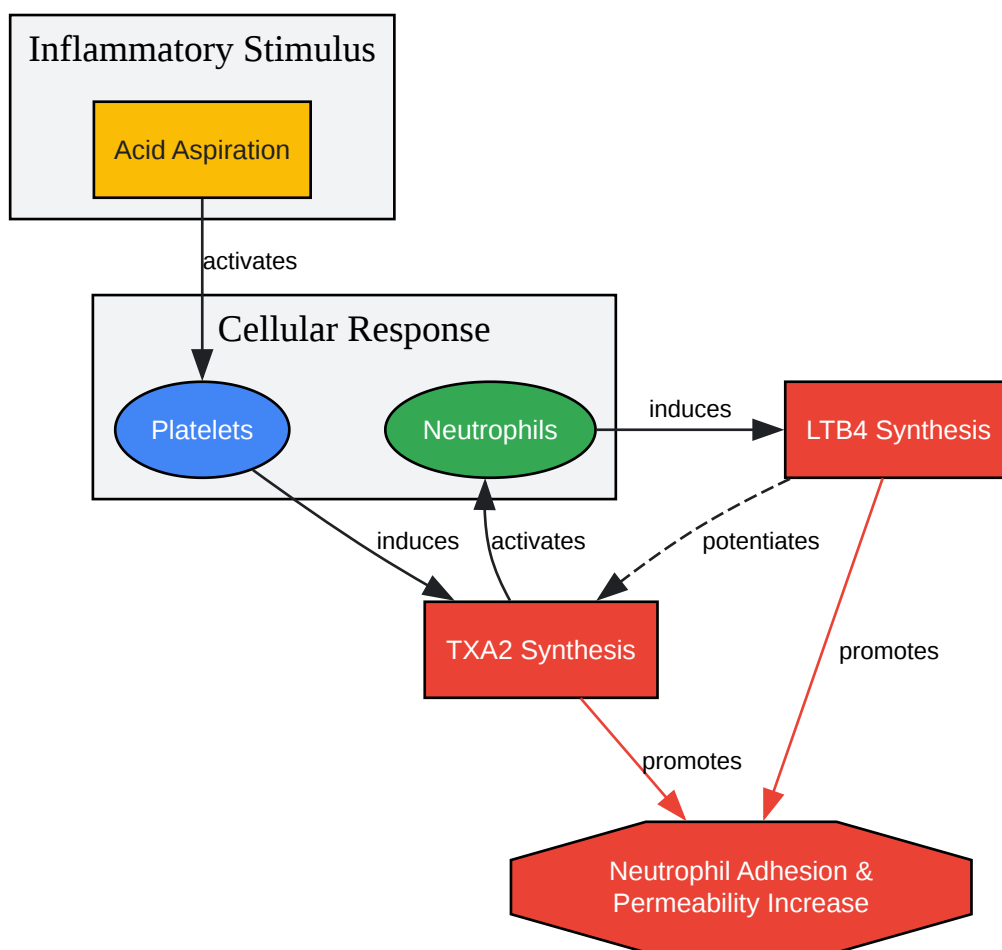 Inflammatory Stimulus
Acid Aspiration
activates
Cellular Response
Platelets
Neutrophils
induces
LTB4 Synthesis
induces
activates
potentiates
TXA2 Synthesis
promotes
promotes
Neutrophil Adhesion &
Permeability Increase